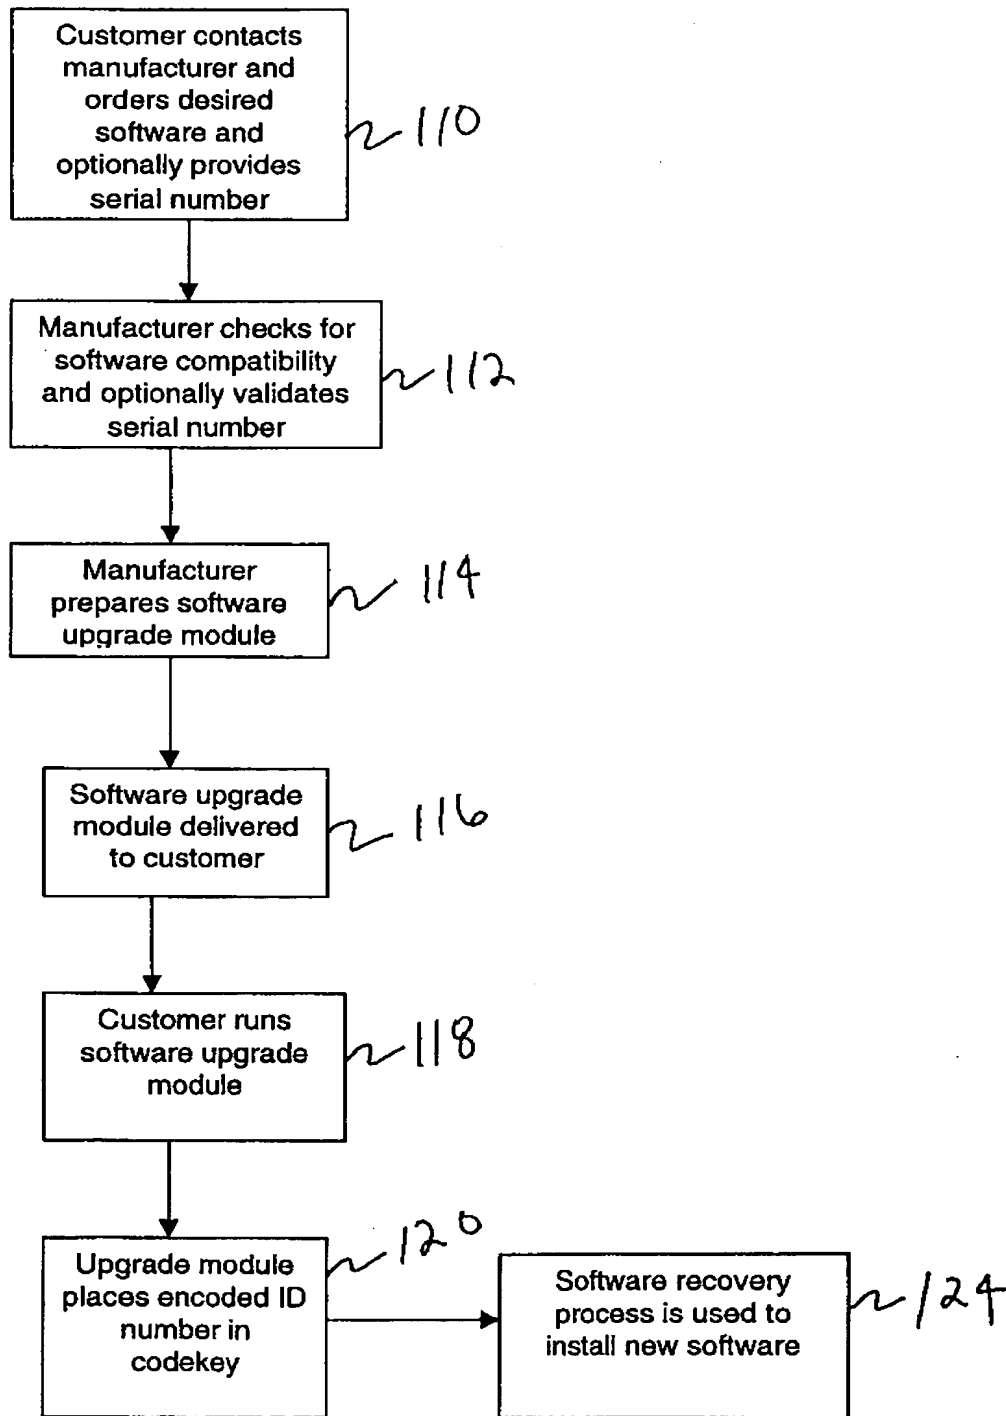 Customer contacts
manufacturer and
orders desired
software and
optionally provides
serial number
110
Manufacturer checks for
software compatibility
and optionally validates
serial number
112
Manufacturer
prepares software
upgrade module
114
Software upgrade
module delivered
to customer
116
Customer runs
software upgrade
module
118
Upgrade module
places encoded ID
number in
codekey
120
Software recovery
process is used to
install new software
124